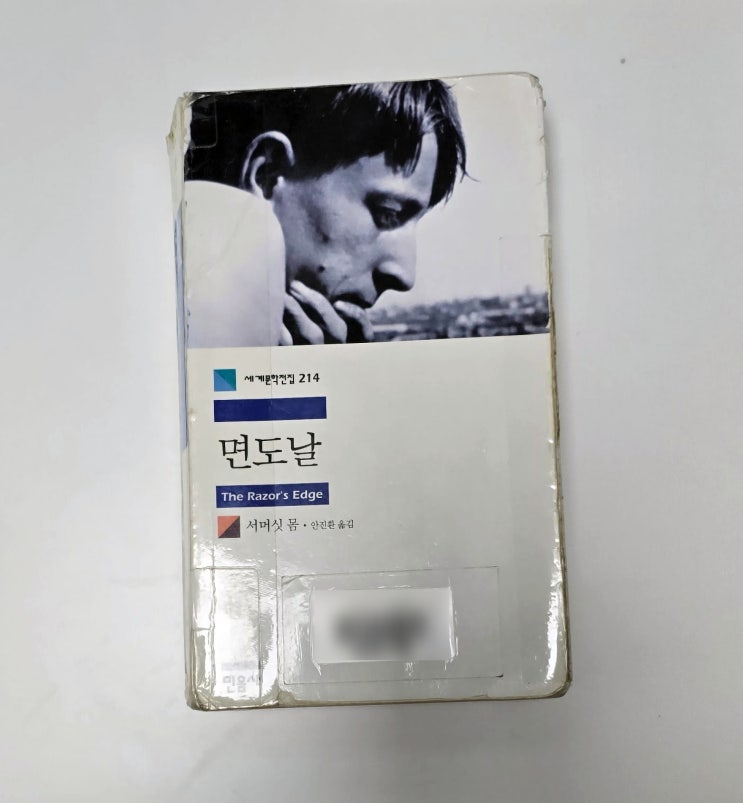 세계문학전집 214
면도날
The Razor's Edge
서머싯 몸 · 안진환 옮김
민음사